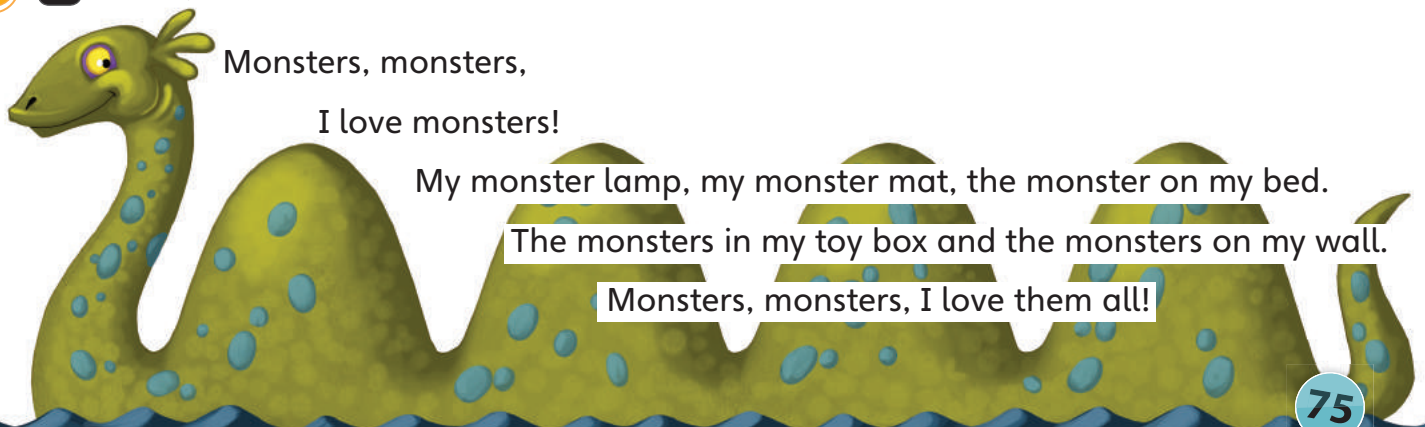 Monsters, monsters,
I love monsters!
My monster lamp, my monster mat, the monster on my bed.
The monsters in my toy box and the monsters on my wall.
Monsters, monsters, I love them all!
75